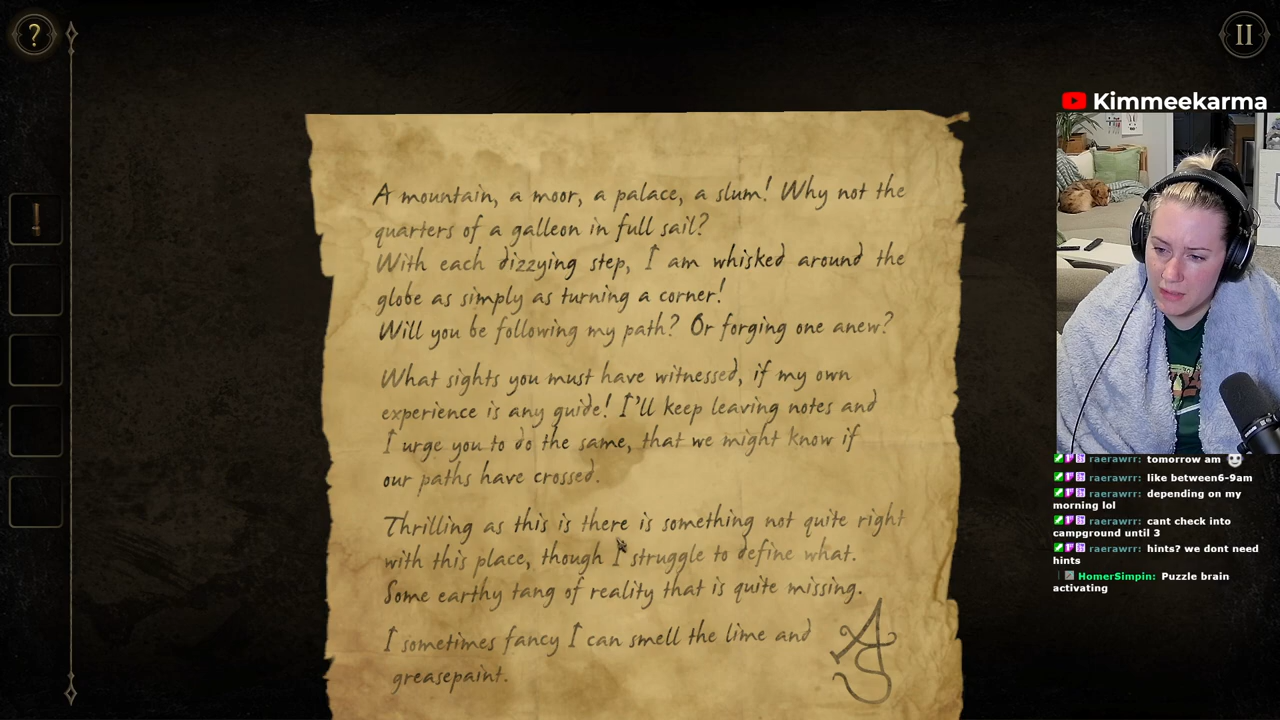 ?
II
Kimmeekarma
A mountain, a moor, a palace, a slum! Why not the
quarters of a galleon in full sail?
With each dizzying step, I am whisked around the
globe as simply as turning a corner!
Will you be following my path? Or forging one anew?
What sights you must have witnessed, if my own
experience is any guide! I'll keep leaving notes and
I urge you to do the same, that we might know if
our paths have crossed.
Thrilling as this is there is something not quite right
with this place, though I struggle to define what.
Some earthy tang of reality that is quite missing.
I sometimes fancy I can smell the lime and
greasepaint.
AS
raerawrr: tomorrow am
raerawrr: like between6-9am
raerawrr: depending on my
morning lol
raerawrr: cant check into
campground until 3
raerawrr: hints? we dont need
hints
HomerSimpin: Puzzle brain
activating